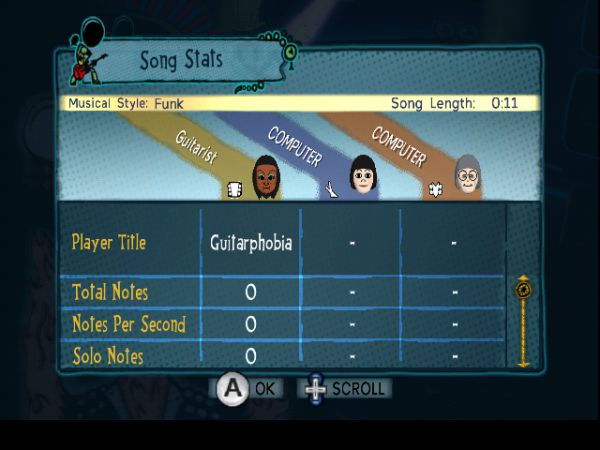 Song Stats
Musical Style: Funk Song Length: 0:11
Guitarist COMPUTER COMPUTER
Player Title Guitarphobia - -
Total Notes 0 - -
Notes Per Second 0 - -
Solo Notes 0 - -
A OK SCROLL